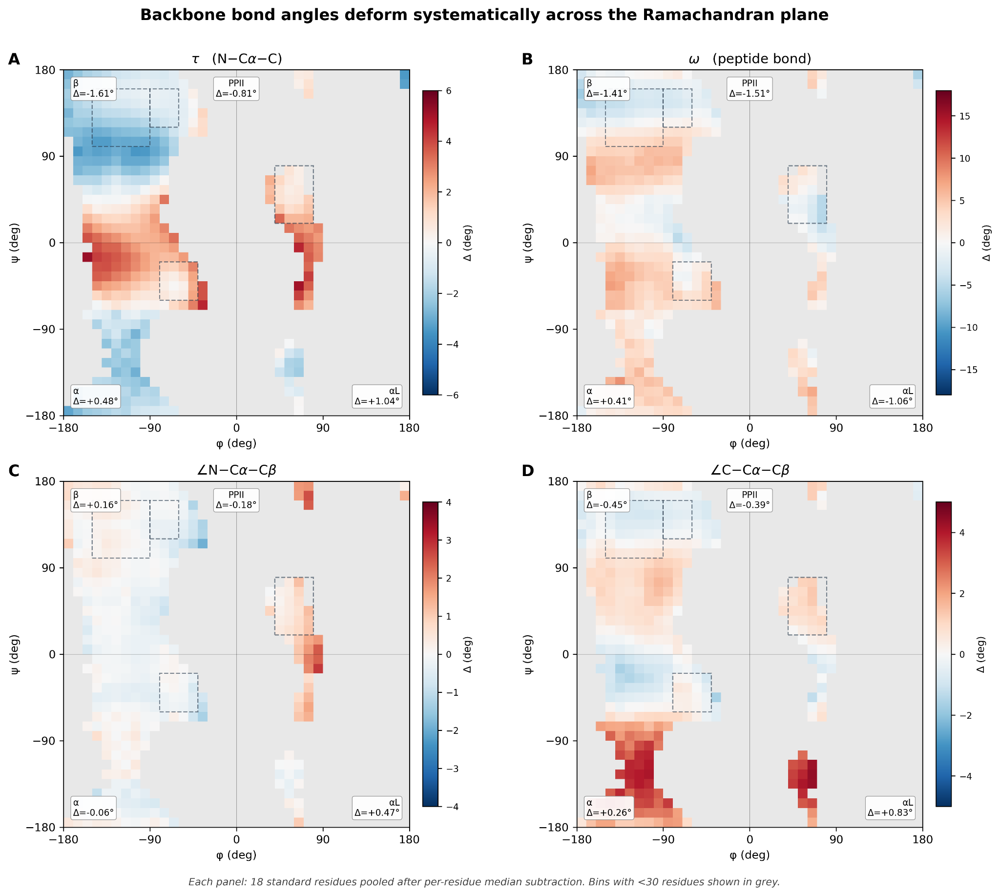 Backbone bond angles deform systematically across the Ramachandran plane
A
τ (N−Cα−C)
180
90
0
−90
−180
ψ (deg)
β
Δ=-1.61°
PPII
Δ=-0.81°
α
Δ=+0.48°
αL
Δ=+1.04°
−180
−90
0
90
180
φ (deg)
6
4
2
0
−2
−4
−6
Δ (deg)
B
ω (peptide bond)
180
90
0
−90
−180
ψ (deg)
β
Δ=-1.41°
PPII
Δ=-1.51°
α
Δ=+0.41°
αL
Δ=-1.06°
−180
−90
0
90
180
φ (deg)
15
10
5
0
−5
−10
−15
Δ (deg)
C
∠N−Cα−Cβ
180
90
0
−90
−180
ψ (deg)
β
Δ=+0.16°
PPII
Δ=-0.18°
α
Δ=-0.06°
αL
Δ=+0.47°
−180
−90
0
90
180
φ (deg)
4
3
2
1
0
−1
−2
−3
−4
Δ (deg)
D
∠C−Cα−Cβ
180
90
0
−90
−180
ψ (deg)
β
Δ=-0.45°
PPII
Δ=-0.39°
α
Δ=+0.26°
αL
Δ=+0.83°
−180
−90
0
90
180
φ (deg)
4
2
0
−2
−4
Δ (deg)
Each panel: 18 standard residues pooled after per-residue median subtraction. Bins with <30 residues shown in grey.